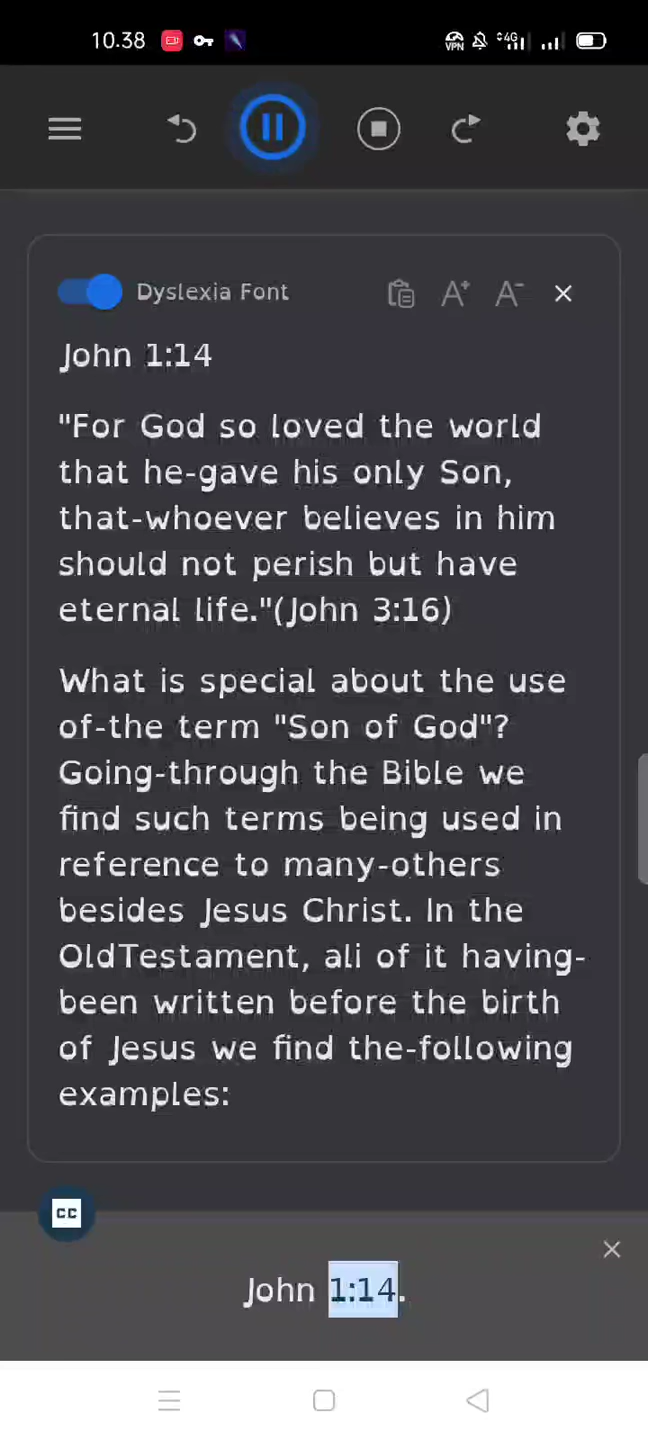 10.38
VPN 4G
Dyslexia Font A+ A-
John 1:14
"For God so loved the world
that he-gave his only Son,
that-whoever believes in him
should not perish but have
eternal life."(John 3:16)
What is special about the use
of-the term "Son of God"?
Going-through the Bible we
find such terms being used in
reference to many-others
besides Jesus Christ. In the
OldTestament, ali of it having-
been written before the birth
of Jesus we find the-following
examples:
CC
John 1:14.